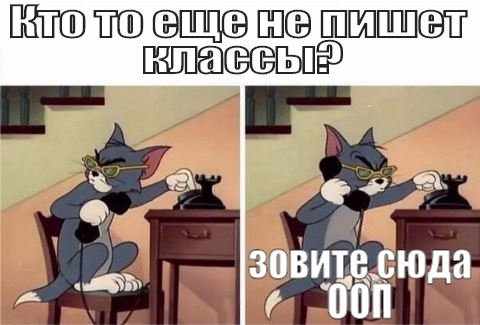 Кто то еще не пишет
классы?
зовите сюда
ООП